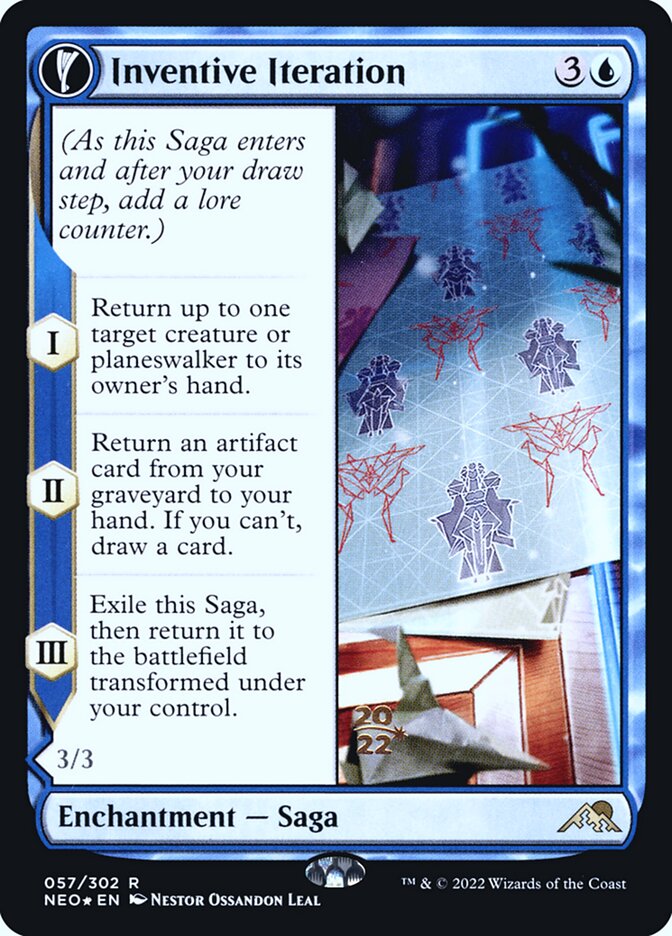 Inventive Iteration 3
(As this Saga enters
and after your draw
step, add a lore
counter.)
I
Return up to one
target creature or
planeswalker to its
owner's hand.
II
Return an artifact
card from your
graveyard to your
hand. If you can't,
draw a card.
III
Exile this Saga,
then return it to
the battlefield
transformed under
your control.
3/3
20
22*
Enchantment — Saga
057/302 R
NEO★EN Nestor Ossandon Leal
™ & © 2022 Wizards of the Coast